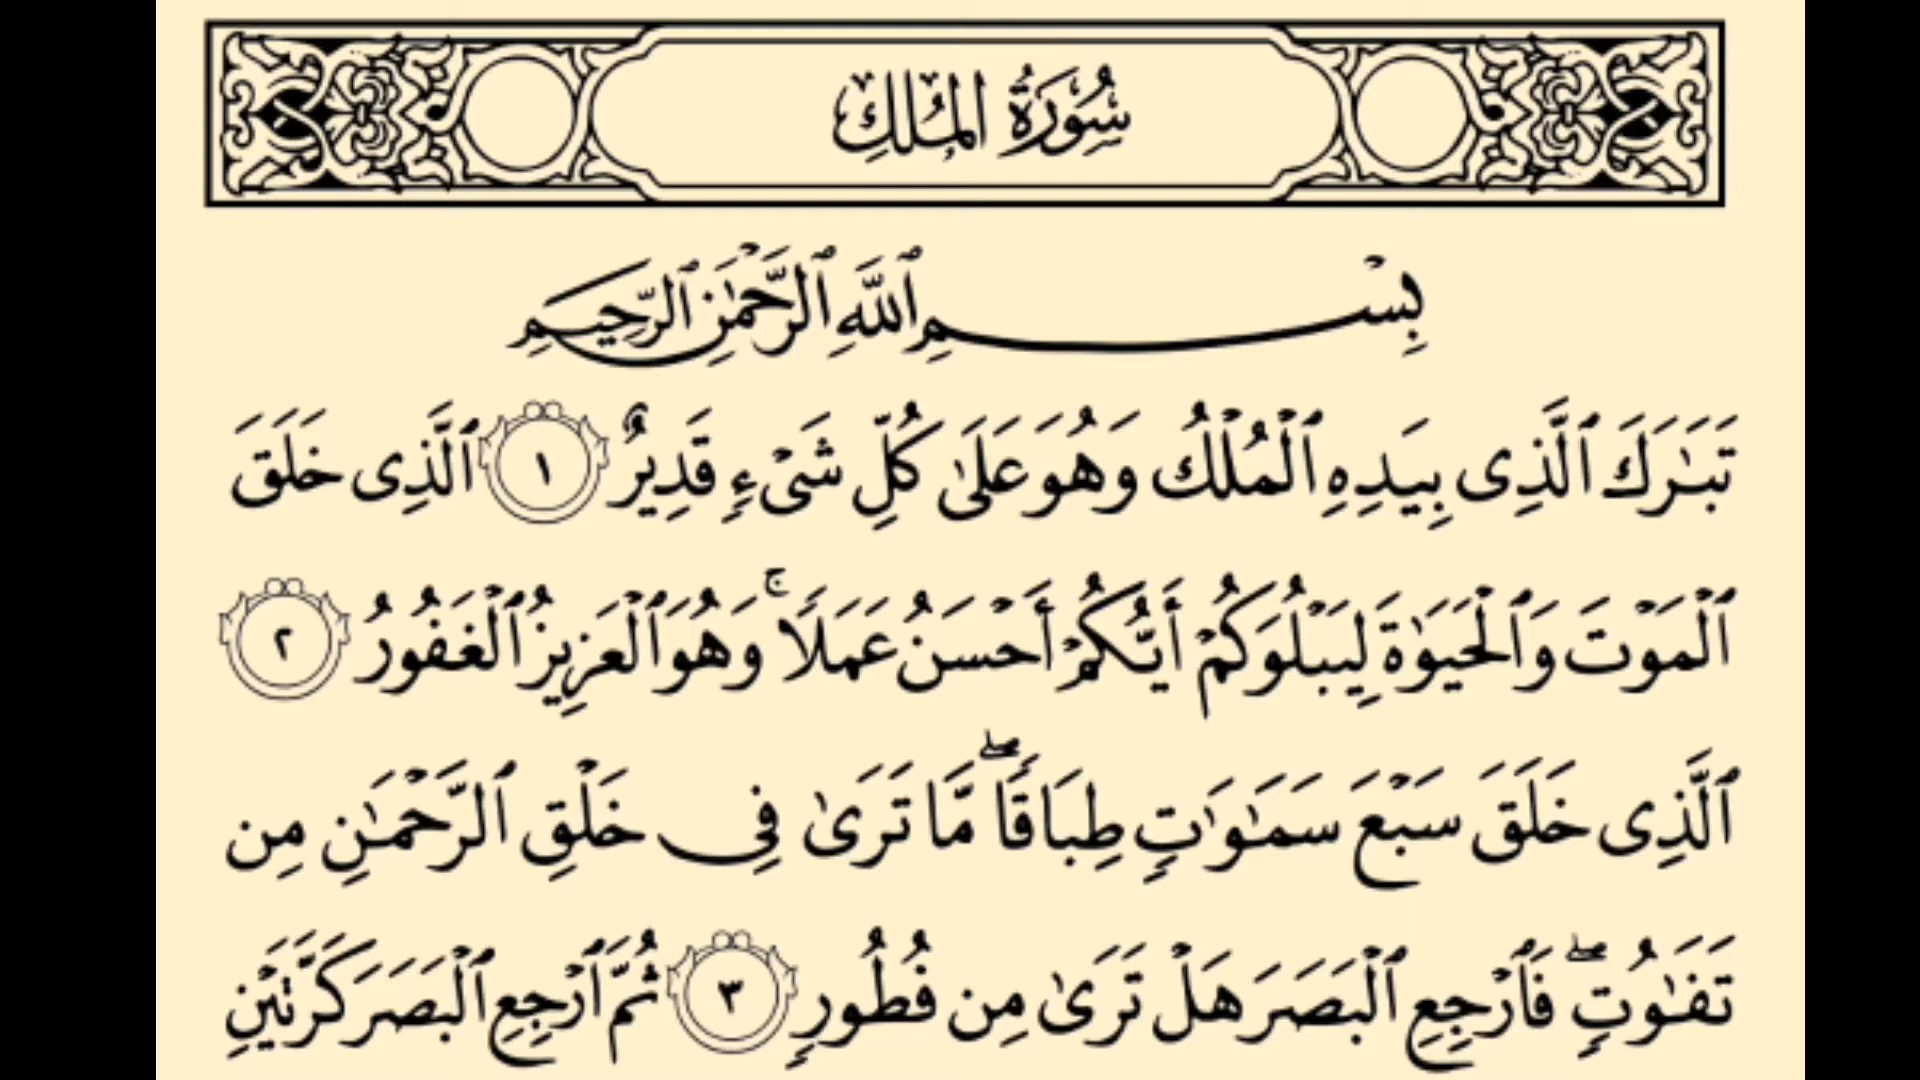 سُورَةُ المُلكِ
بِسْمِ ٱللَّهِ ٱلرَّحْمَٰنِ ٱلرَّحِيمِ
تَبَٰرَكَ ٱلَّذِى بِيَدِهِ ٱلْمُلْكُ وَهُوَ عَلَىٰ كُلِّ شَىْءٍ قَدِيرٌ ١ ٱلَّذِى خَلَقَ
ٱلْمَوْتَ وَٱلْحَيَوٰةَ لِيَبْلُوَكُمْ أَيُّكُمْ أَحْسَنُ عَمَلًا ۚ وَهُوَ ٱلْعَزِيزُ ٱلْغَفُورُ ٢
ٱلَّذِى خَلَقَ سَبْعَ سَمَٰوَٰتٍ طِبَاقًا ۖ مَّا تَرَىٰ فِى خَلْقِ ٱلرَّحْمَٰنِ مِن
تَفَٰوُتٍ ۖ فَٱرْجِعِ ٱلْبَصَرَ هَلْ تَرَىٰ مِن فُطُورٍ ٣ ثُمَّ ٱرْجِعِ ٱلْبَصَرَ كَرَّتَيْنِ